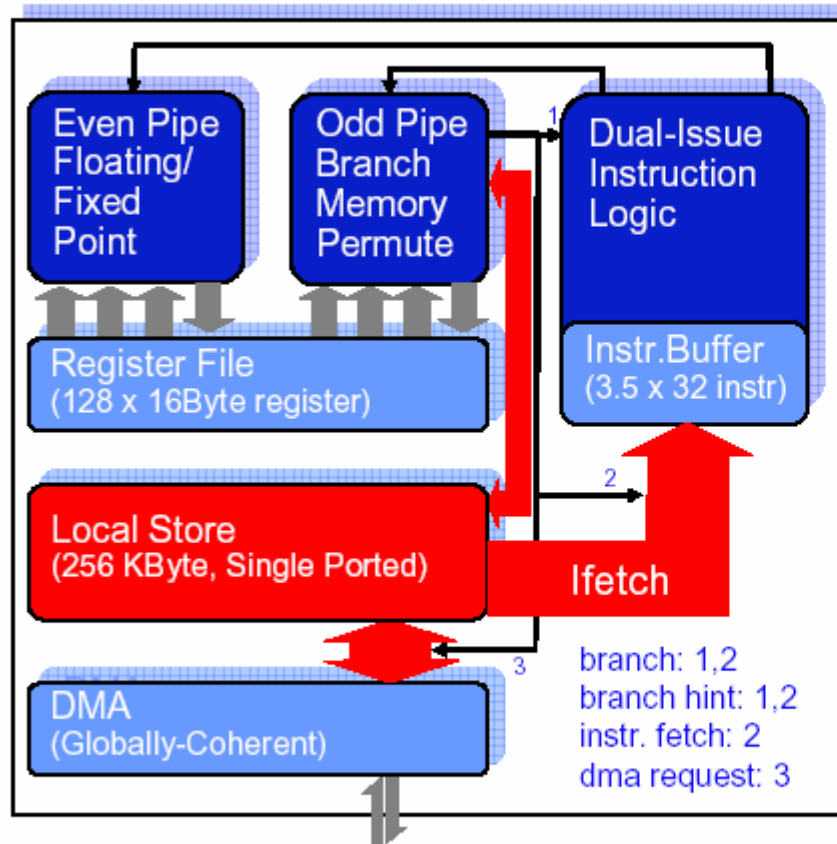 Even Pipe
Floating/
Fixed
Point
Odd Pipe
Branch
Memory
Permute
1
Dual-Issue
Instruction
Logic
Instr.Buffer
(3.5 x 32 instr)
Register File
(128 x 16Byte register)
2
Local Store
(256 KByte, Single Ported)
Ifetch
3
DMA
(Globally-Coherent)
branch: 1,2
branch hint: 1,2
instr. fetch: 2
dma request: 3